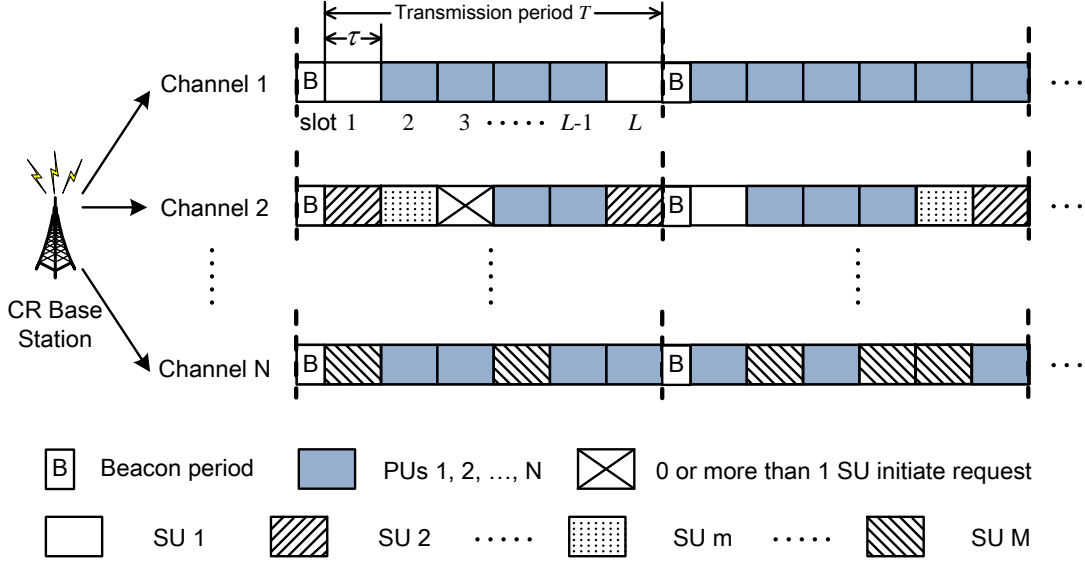 Transmission period T
τ
Channel 1 B B ···
slot 1 2 3 ····· L-1 L
Channel 2 B B ···
CR Base
Station
Channel N B B ···
B Beacon period PUs 1, 2, …, N 0 or more than 1 SU initiate request
SU 1 SU 2 ····· SU m ····· SU M